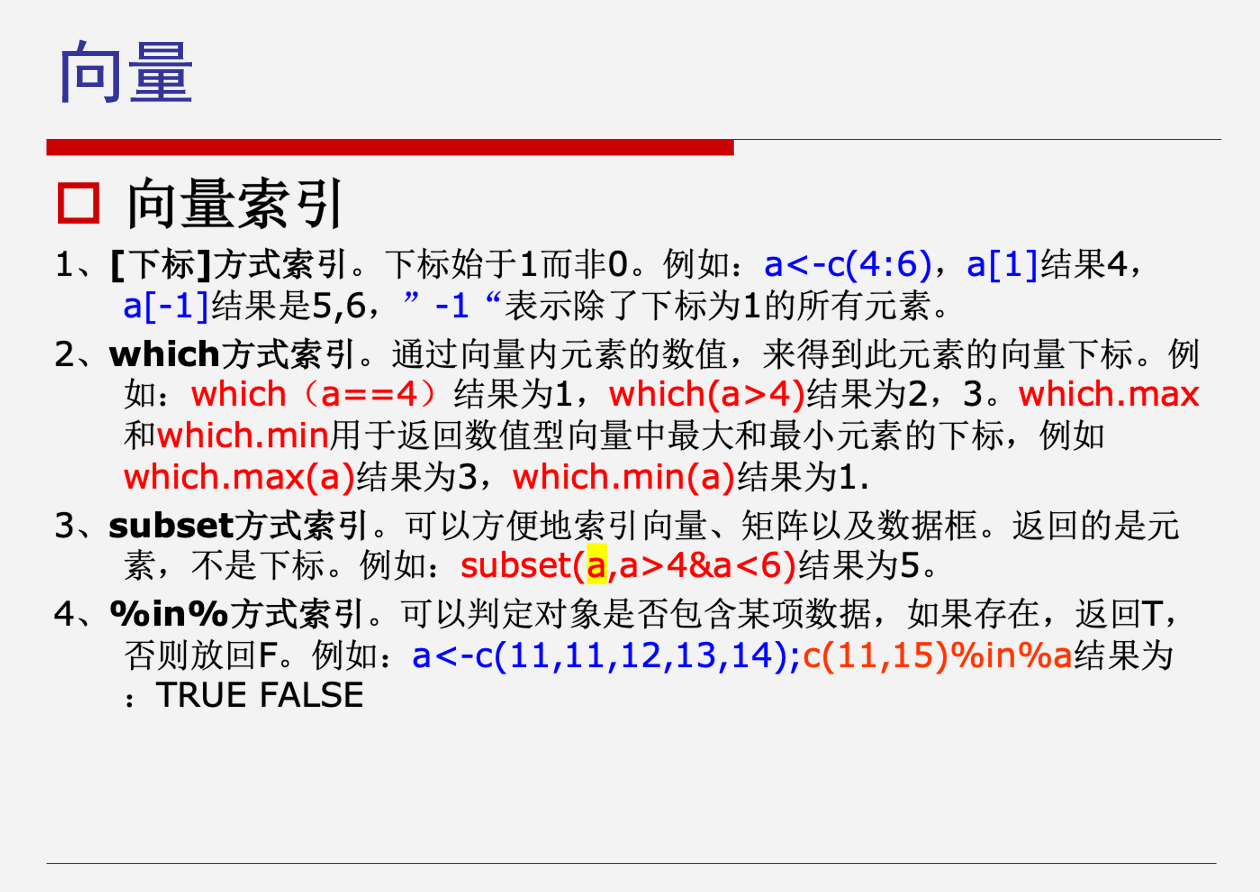 向量
向量索引
1、[下标]方式索引。下标始于1而非0。例如：a<-c(4:6)，a[1]结果4，
a[-1]结果是5,6，”-1“表示除了下标为1的所有元素。
2、which方式索引。通过向量内元素的数值，来得到此元素的向量下标。例
如：which（a==4）结果为1，which(a>4)结果为2，3。which.max
和which.min用于返回数值型向量中最大和最小元素的下标，例如
which.max(a)结果为3，which.min(a)结果为1.
3、subset方式索引。可以方便地索引向量、矩阵以及数据框。返回的是元
素，不是下标。例如：subset(a,a>4&a<6)结果为5。
4、%in%方式索引。可以判定对象是否包含某项数据，如果存在，返回T，
否则放回F。例如：a<-c(11,11,12,13,14);c(11,15)%in%a结果为
：TRUE FALSE